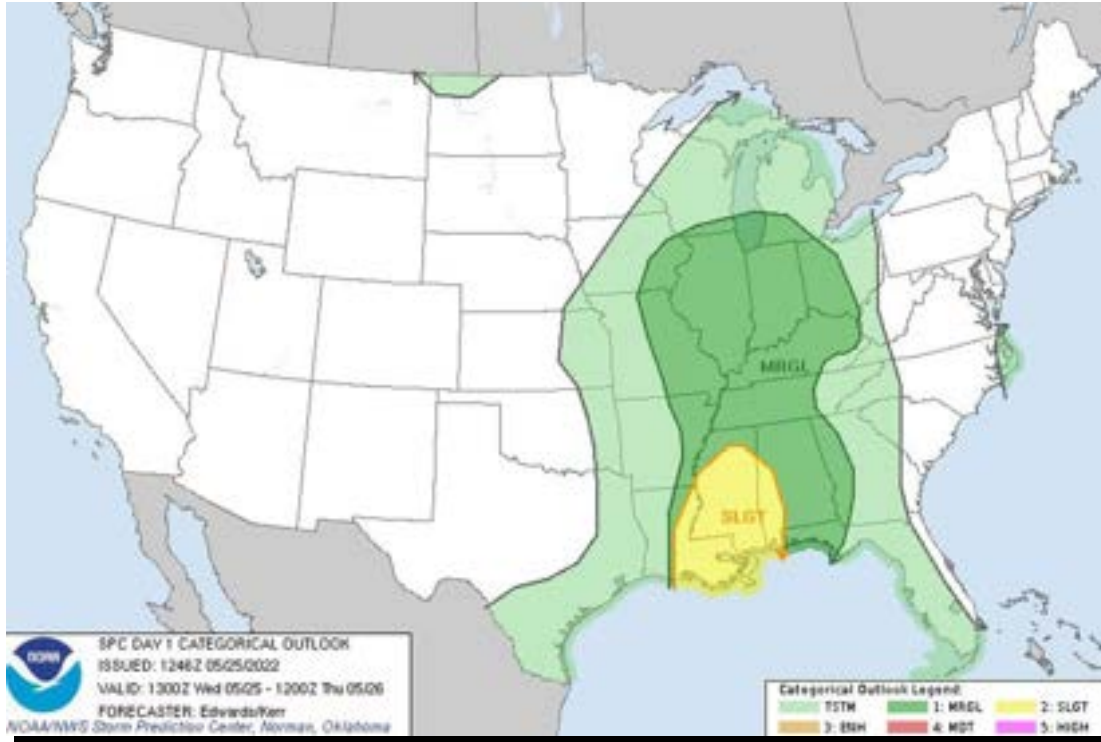 MRGL
SLGT
NOAA
SPC DAY 1 CATEGORICAL OUTLOOK
ISSUED: 1246Z 05/25/2022
VALID: 1300Z Wed 05/25 - 1200Z Thu 05/26
FORECASTER: Edwards/Kerr
NOAA/NWS Storm Prediction Center, Norman, Oklahoma
Categorical Outlook Legend:
TSTM 1: MRGL 2: SLGT
3: ENH 4: MDT 5: HIGH